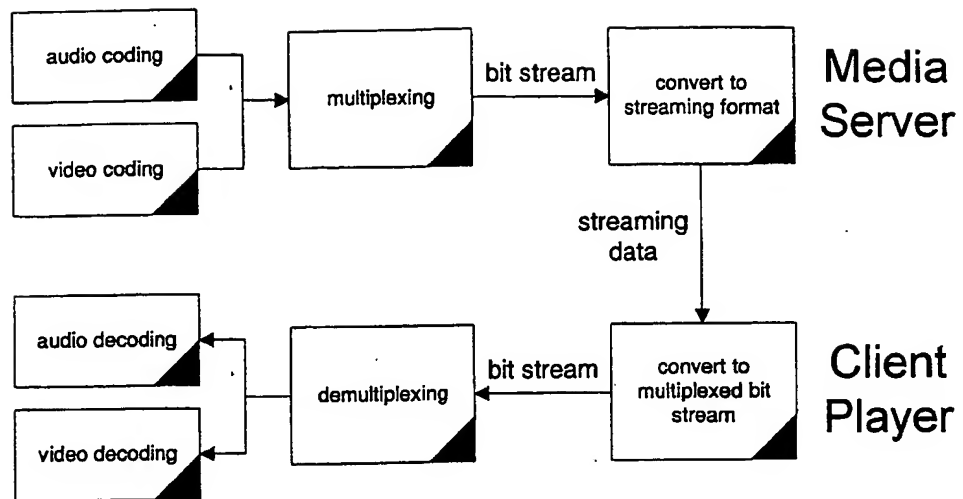 audio coding
video coding
multiplexing
bit stream
convert to
streaming format
Media
Server
streaming
data
audio decoding
video decoding
demultiplexing
bit stream
convert to
multiplexed bit
stream
Client
Player